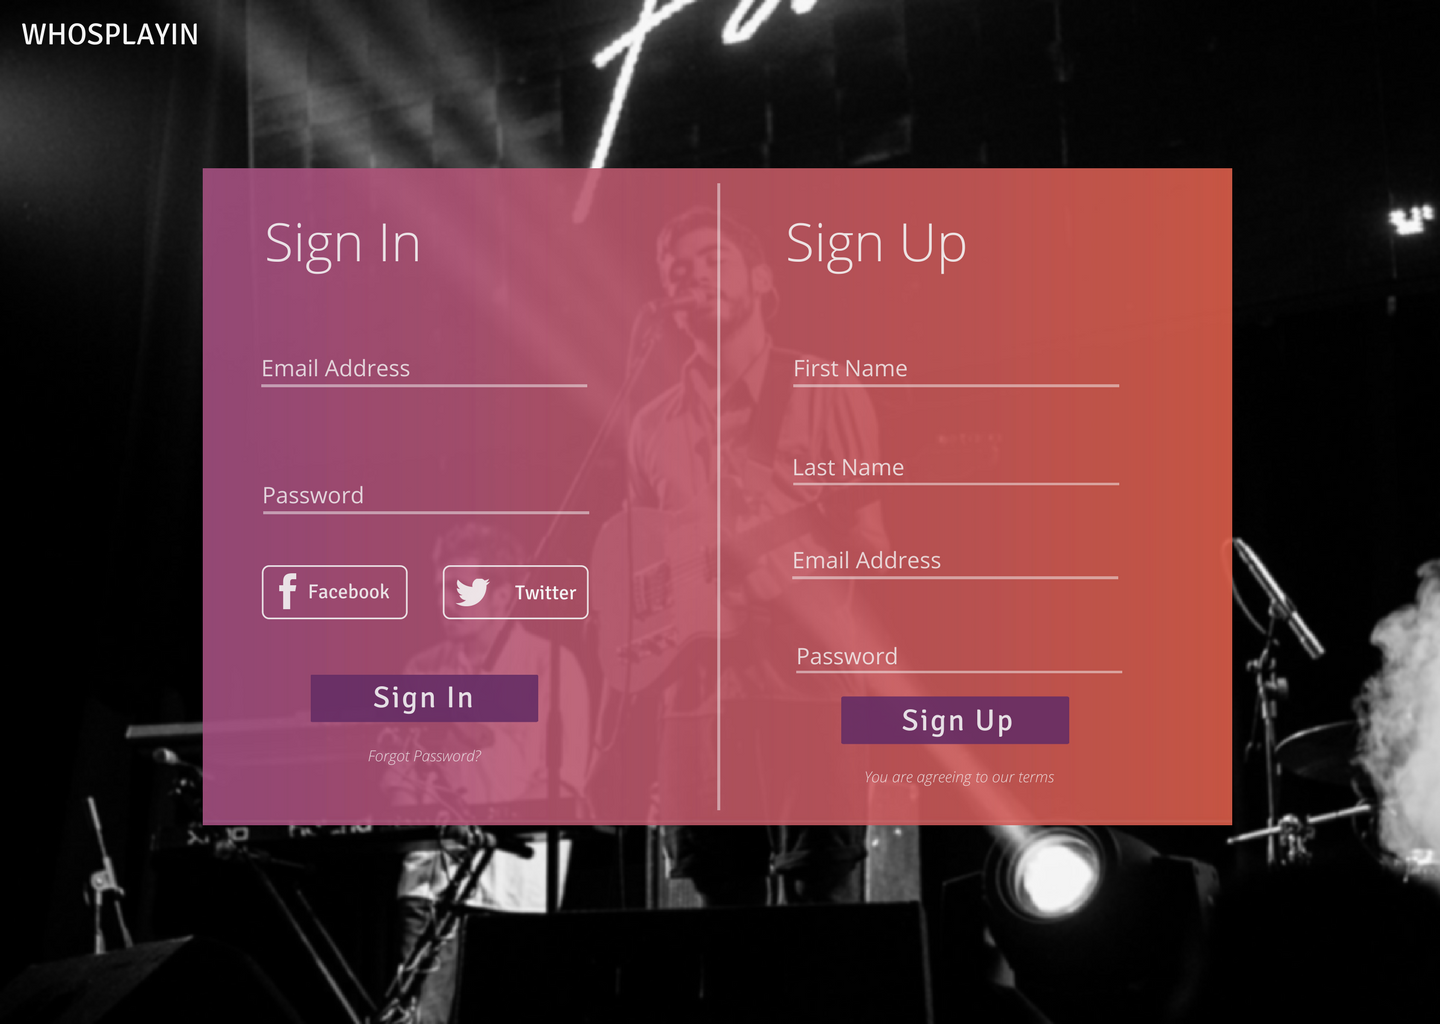 WHOSPLAYIN
Sign In
Email Address
Password
Facebook
Twitter
Sign In
Forgot Password?
Sign Up
First Name
Last Name
Email Address
Password
Sign Up
You are agreeing to our terms